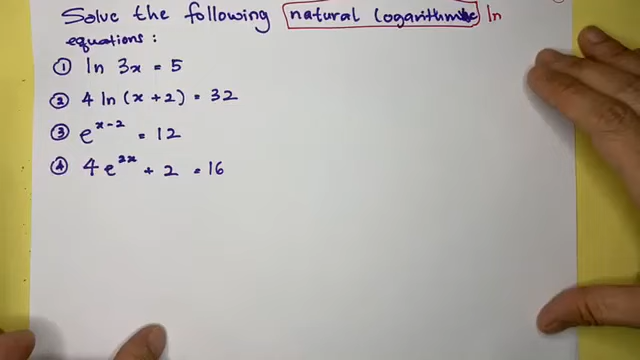 Solve the following natural logarithm ln
equations :
① ln 3x = 5
② 4 ln (x + 2) = 32
③ e^{x-2} = 12
④ 4e^{2x} + 2 = 16